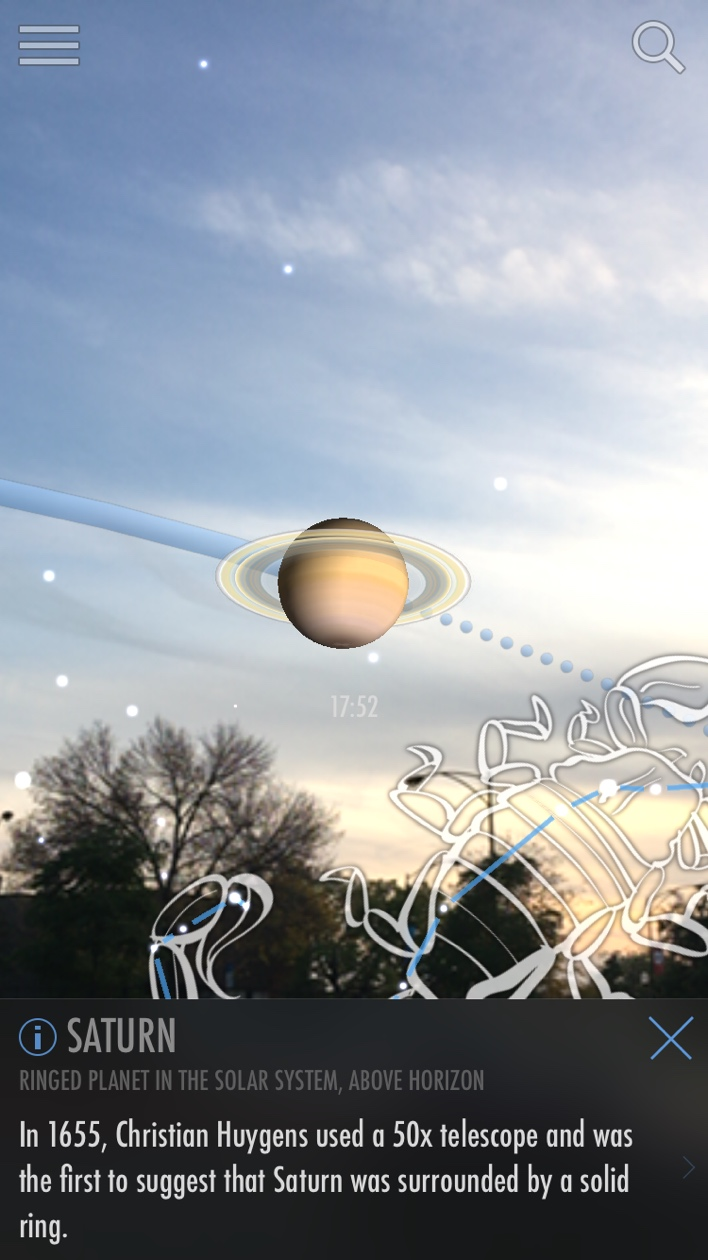 17:52
SATURN
RINGED PLANET IN THE SOLAR SYSTEM, ABOVE HORIZON
In 1655, Christian Huygens used a 50x telescope and was
the first to suggest that Saturn was surrounded by a solid
ring.